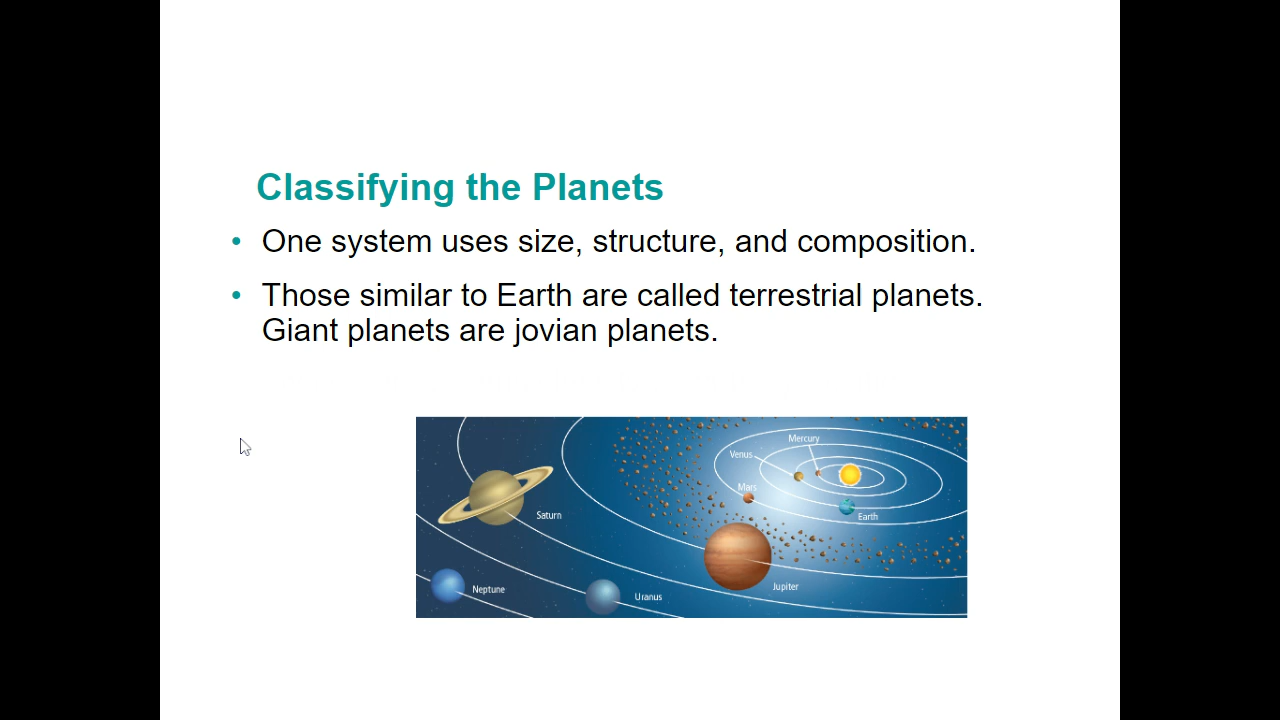 Classifying the Planets
• One system uses size, structure, and composition.
• Those similar to Earth are called terrestrial planets.
Giant planets are jovian planets.
Mercury
Venus
Mars
Earth
Saturn
Jupiter
Neptune
Uranus